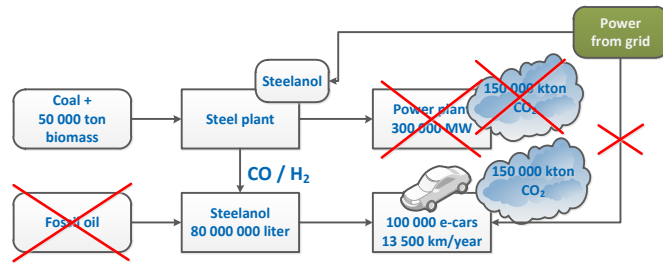 Power
from grid
Steelanol
150 000 kton
CO₂
Coal +
50 000 ton
biomass
Steel plant
Power plant
300 000 MW
CO / H₂
150 000 kton
CO₂
Fossil oil
Steelanol
80 000 000 liter
100 000 e-cars
13 500 km/year